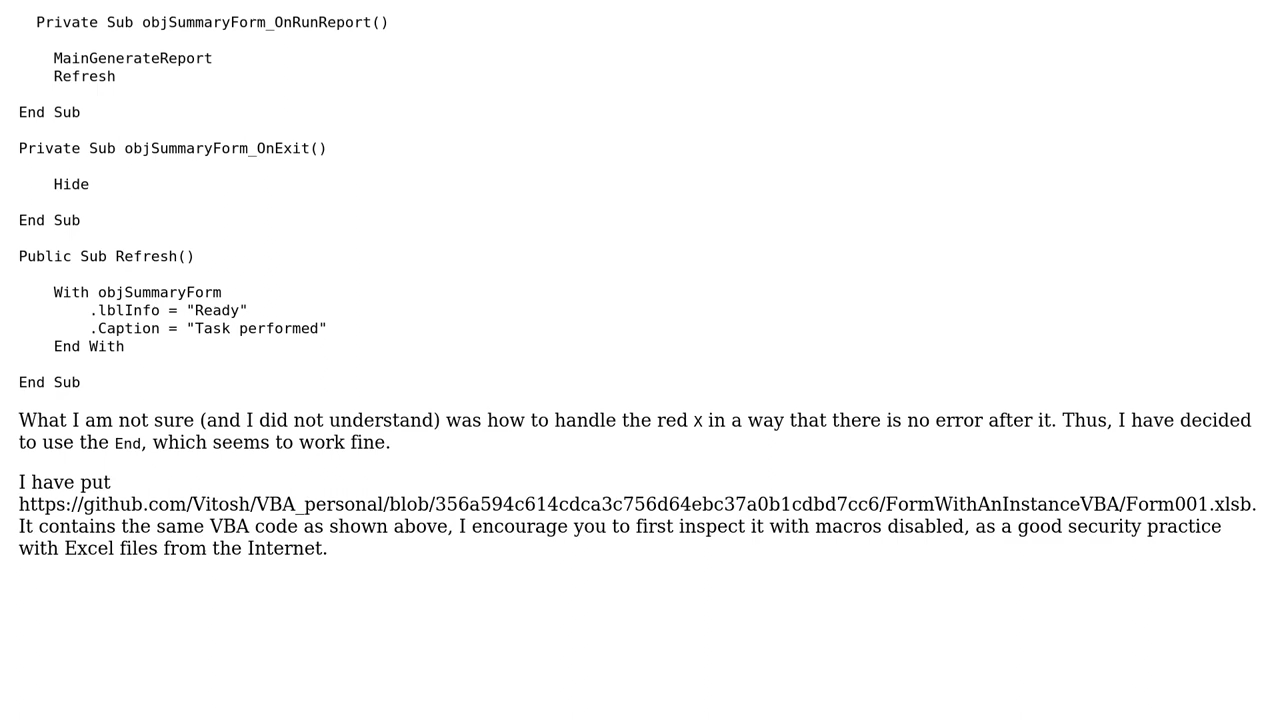 Private Sub objSummaryForm_OnRunReport()
MainGenerateReport
Refresh
End Sub
Private Sub objSummaryForm_OnExit()
Hide
End Sub
Public Sub Refresh()
With objSummaryForm
.lblInfo = "Ready"
.Caption = "Task performed"
End With
End Sub
What I am not sure (and I did not understand) was how to handle the red X in a way that there is no error after it. Thus, I have decided
to use the End, which seems to work fine.
I have put
https://github.com/Vitosh/VBA_personal/blob/356a594c614cdca3c756d64ebc37a0b1cdbd7cc6/FormWithAnInstanceVBA/Form001.xlsb.
It contains the same VBA code as shown above, I encourage you to first inspect it with macros disabled, as a good security practice
with Excel files from the Internet.